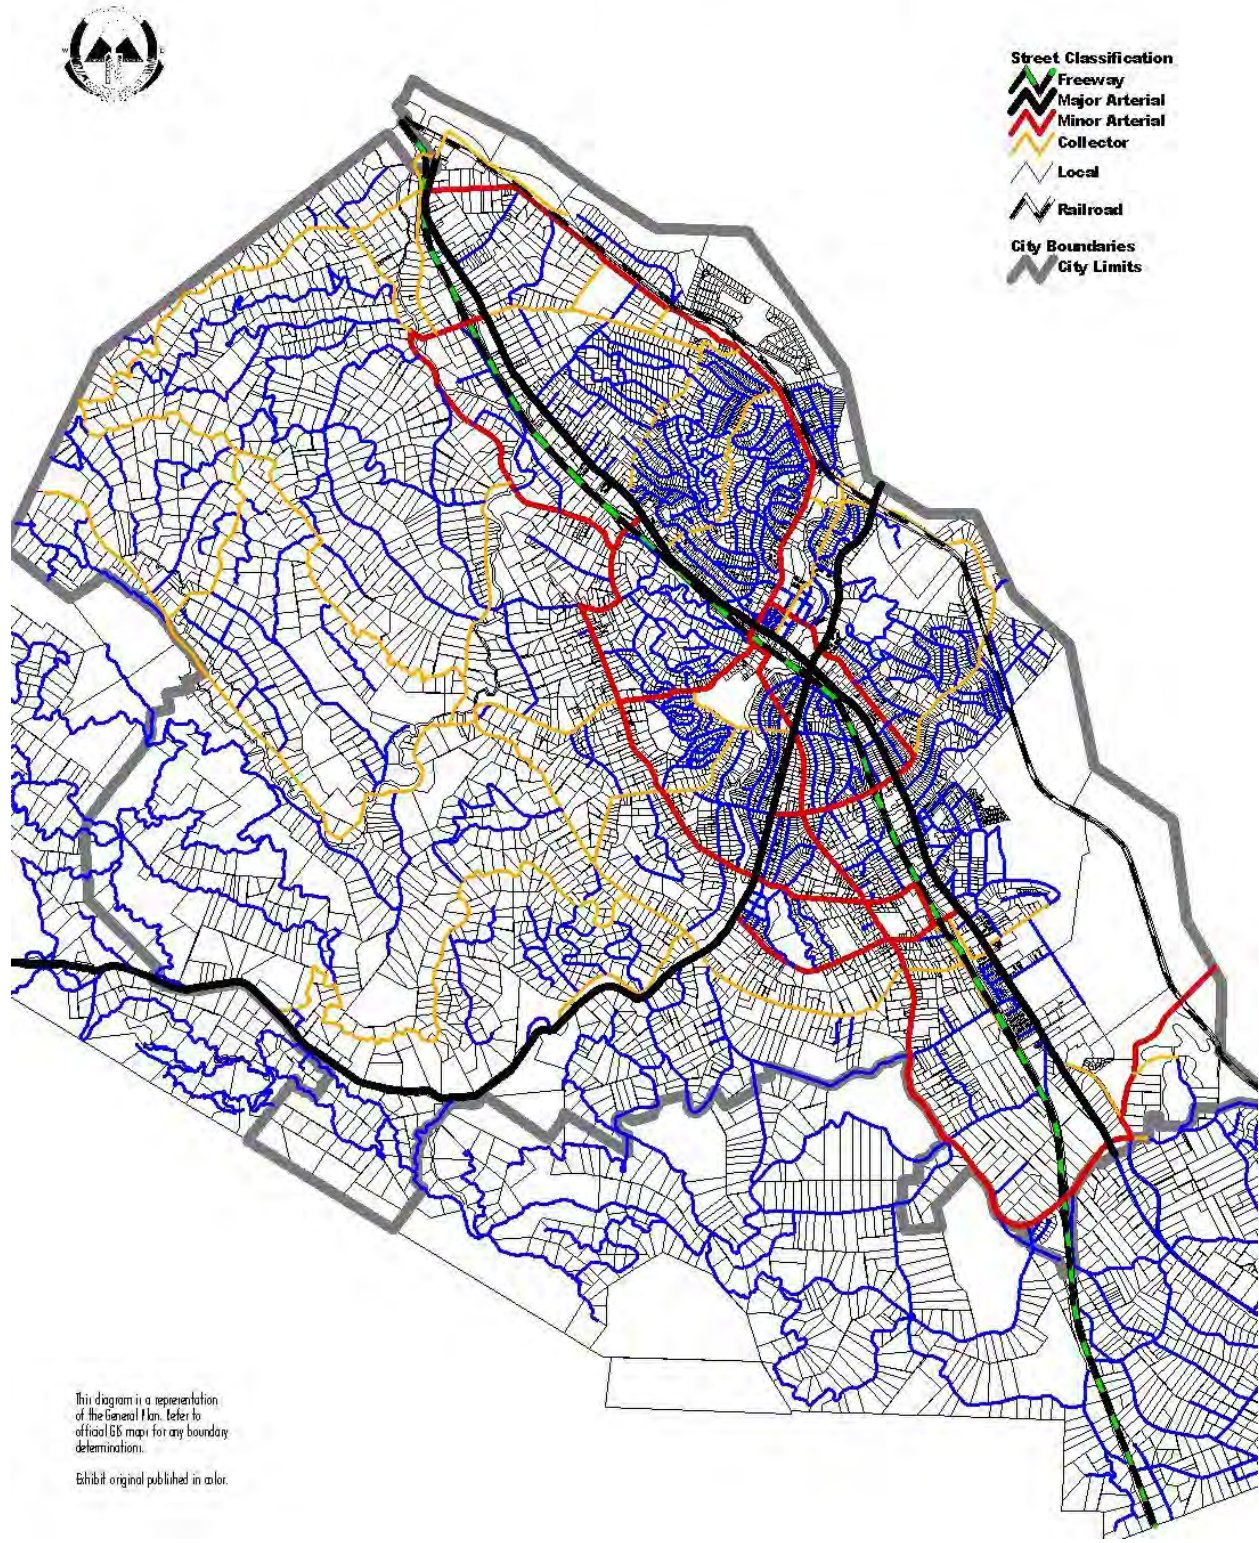 W E
Street Classification
Freeway
Major Arterial
Minor Arterial
Collector
Local
Railroad
City Boundaries
City Limits
This diagram is a representation
of the General Plan. Refer to
official GIS maps for any boundary
determinations.
Exhibit original published in color.